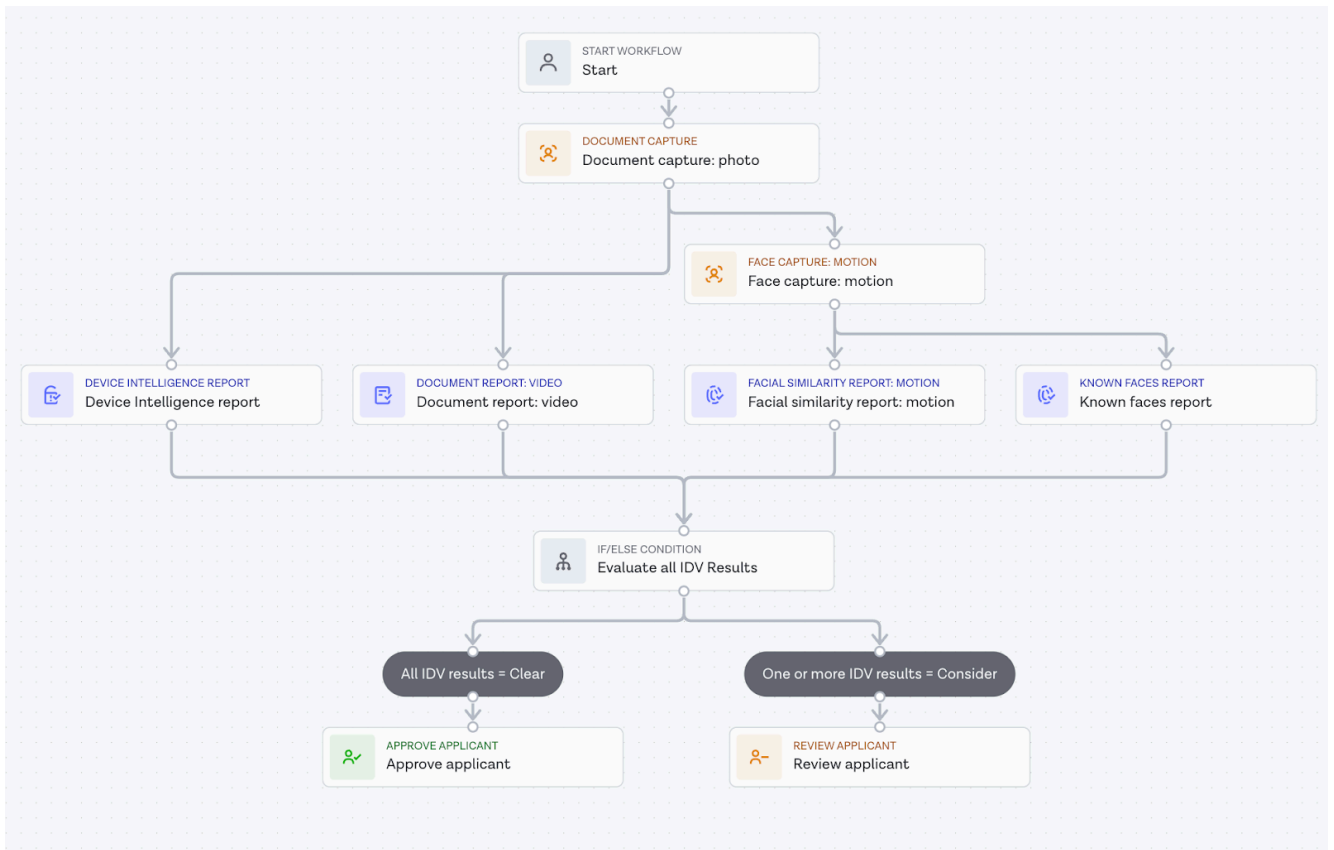 START WORKFLOW
Start
DOCUMENT CAPTURE
Document capture: photo
FACE CAPTURE: MOTION
Face capture: motion
DEVICE INTELLIGENCE REPORT
Device Intelligence report
DOCUMENT REPORT: VIDEO
Document report: video
FACIAL SIMILARITY REPORT: MOTION
Facial similarity report: motion
KNOWN FACES REPORT
Known faces report
IF/ELSE CONDITION
Evaluate all IDV Results
All IDV results = Clear
One or more IDV results = Consider
APPROVE APPLICANT
Approve applicant
REVIEW APPLICANT
Review applicant